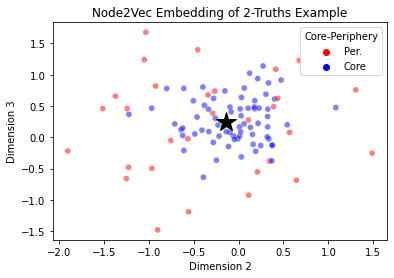 Node2Vec Embedding of 2-Truths Example
Core-Periphery
Per.
Core
1.5
1.0
0.5
0.0
−0.5
−1.0
−1.5
Dimension 3
−2.0 −1.5 −1.0 −0.5 0.0 0.5 1.0 1.5
Dimension 2